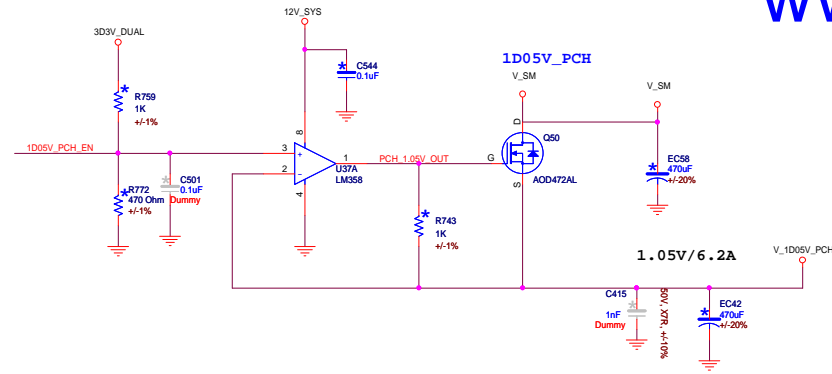 12V_SYS
3D3V_DUAL
C544
0.1uF
1D05V_PCH
V_SM
V_SM
R759
1K
+/-1%
8
D
Q50
1D05V_PCH_EN
3
+
1
PCH_1.05V_OUT
G
2
-
U37A
LM358
EC58
470uF
+/-20%
C501
0.1uF
Dummy
R772
470 Ohm
+/-1%
4
S
AOD472AL
R743
1K
+/-1%
1.05V/6.2A
V_1D05V_PCH
C415
1nF
Dummy
50V, X7R, +/-10%
EC42
470uF
+/-20%